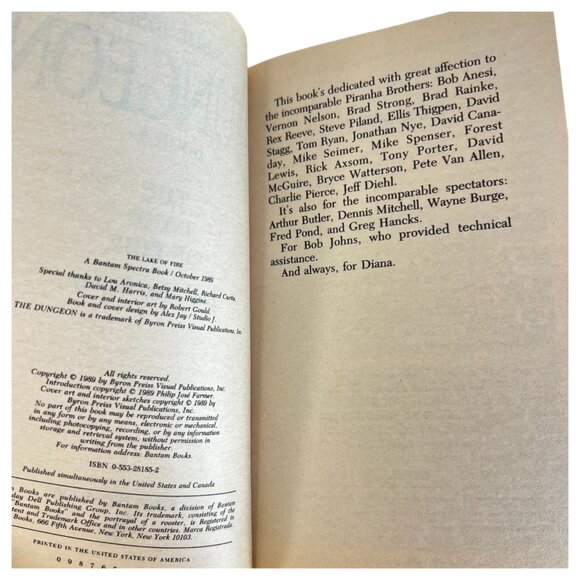 THE LAKE OF FIRE
A Bantam Spectra Book / October 1989
Special thanks to Lou Aronica, Betsy Mitchell, Richard Curtis,
David M. Harris, and Mary Higgins.
Cover and interior art by Robert Gould.
Book and cover design by Alex Jay / Studio J.
THE DUNGEON is a trademark of Byron Preiss Visual Publications, Inc.
All rights reserved.
Copyright © 1989 by Byron Preiss Visual Publications, Inc.
Introduction copyright © 1989 Philip José Farmer.
Cover art and interior sketches copyright © 1989 by
Byron Preiss Visual Publications, Inc.
No part of this book may be reproduced or transmitted
in any form or by any means, electronic or mechanical,
including photocopying, recording, or by any information
storage and retrieval system, without permission in
writing from the publisher.
For information address: Bantam Books.
ISBN 0-553-28185-2
Published simultaneously in the United States and Canada
Books are published by Bantam Books, a division of Bantam
day Dell Publishing Group, Inc. Its trademark, consisting of the
"Bantam Books" and the portrayal of a rooster, is Registered in
tent and Trademark Office and in other countries. Marca Registrada.
Books, 666 Fifth Avenue, New York, New York 10103.
PRINTED IN THE UNITED STATES OF AMERICA
0 9 8 7 6
This book's dedicated with great affection to
the incomparable Piranha Brothers: Bob Anesi,
Vernon Nelson, Brad Strong, Brad Rainke,
Rex Reeve, Steve Piland, Ellis Thigpen, David
Stagg, Tom Ryan, Jonathan Nye, David Cana-
day, Mike Seimer, Mike Spenser, Forest
Lewis, Rick Axsom, Tony Porter, David
McGuire, Bryce Watterson, Pete Van Allen,
Charlie Pierce, Jeff Diehl.
It's also for the incomparable spectators:
Arthur Butler, Dennis Mitchell, Wayne Burge,
Fred Pond, and Greg Hancks.
For Bob Johns, who provided technical
assistance.
And always, for Diana.